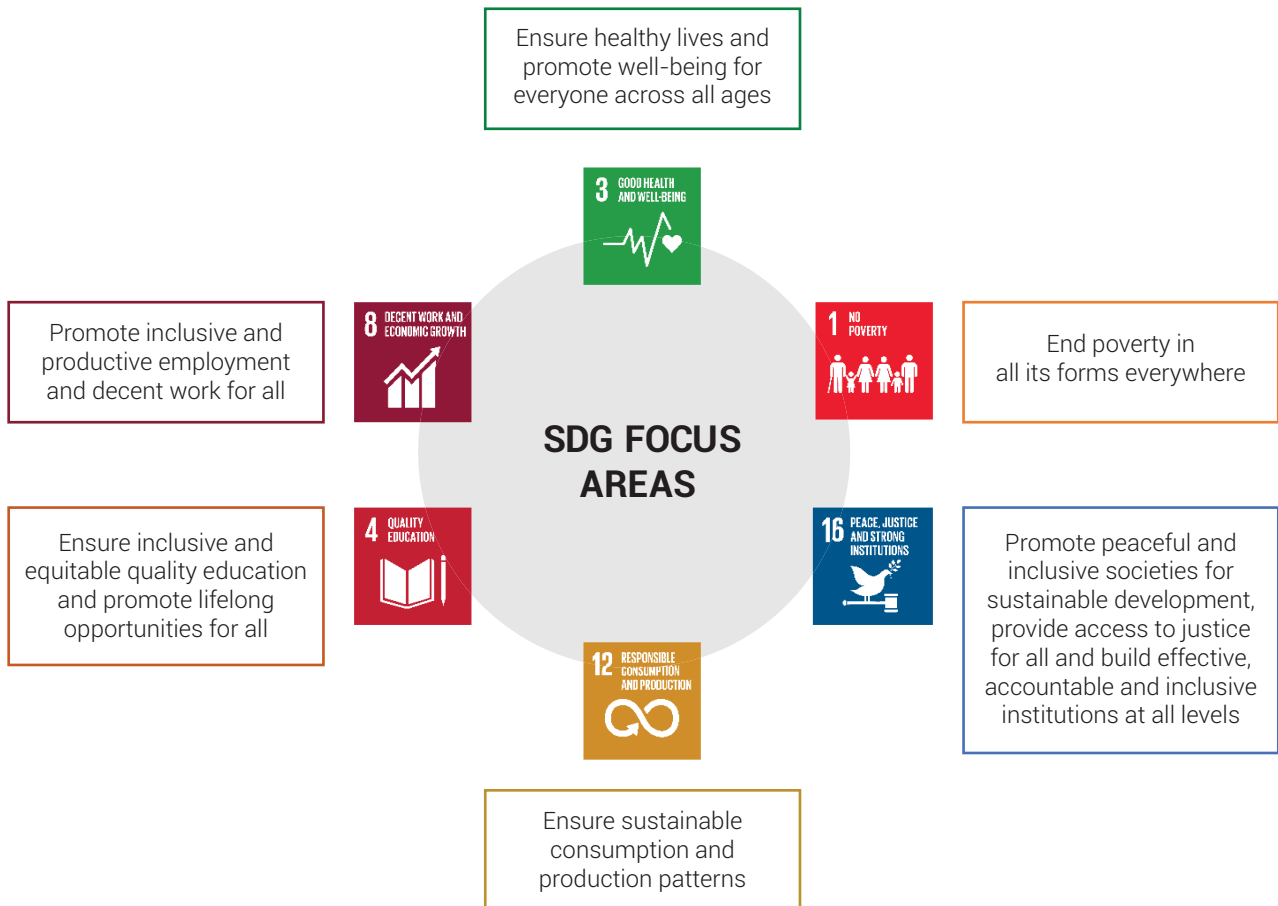 Ensure healthy lives and
promote well-being for
everyone across all ages
3 GOOD HEALTH
AND WELL-BEING
Promote inclusive and
productive employment
and decent work for all
8 DECENT WORK AND
ECONOMIC GROWTH
1 NO
POVERTY
End poverty in
all its forms everywhere
SDG FOCUS
AREAS
Ensure inclusive and
equitable quality education
and promote lifelong
opportunities for all
4 QUALITY
EDUCATION
16 PEACE, JUSTICE
AND STRONG
INSTITUTIONS
Promote peaceful and
inclusive societies for
sustainable development,
provide access to justice
for all and build effective,
accountable and inclusive
institutions at all levels
12 RESPONSIBLE
CONSUMPTION
AND PRODUCTION
Ensure sustainable
consumption and
production patterns